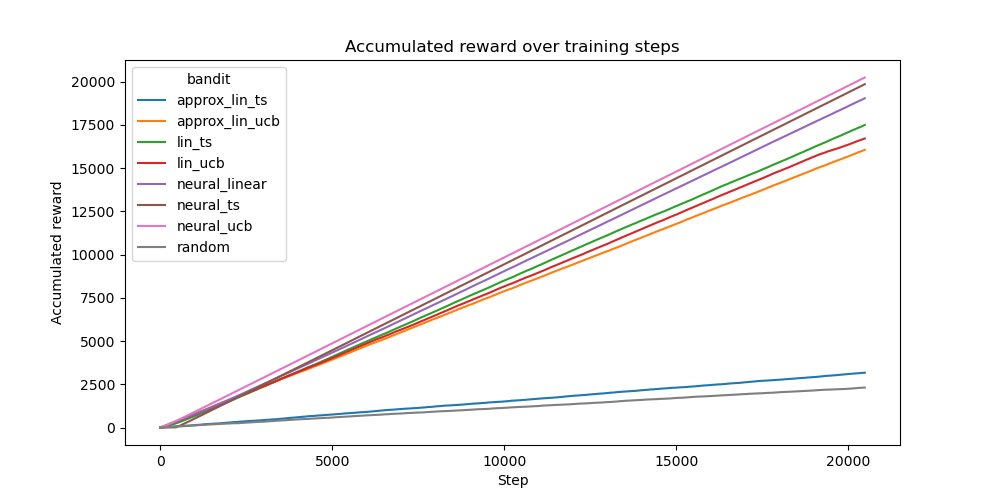 Accumulated reward over training steps
bandit
approx_lin_ts
approx_lin_ucb
lin_ts
lin_ucb
neural_linear
neural_ts
neural_ucb
random
Accumulated reward
20000
17500
15000
12500
10000
7500
5000
2500
0
0 5000 10000 15000 20000
Step